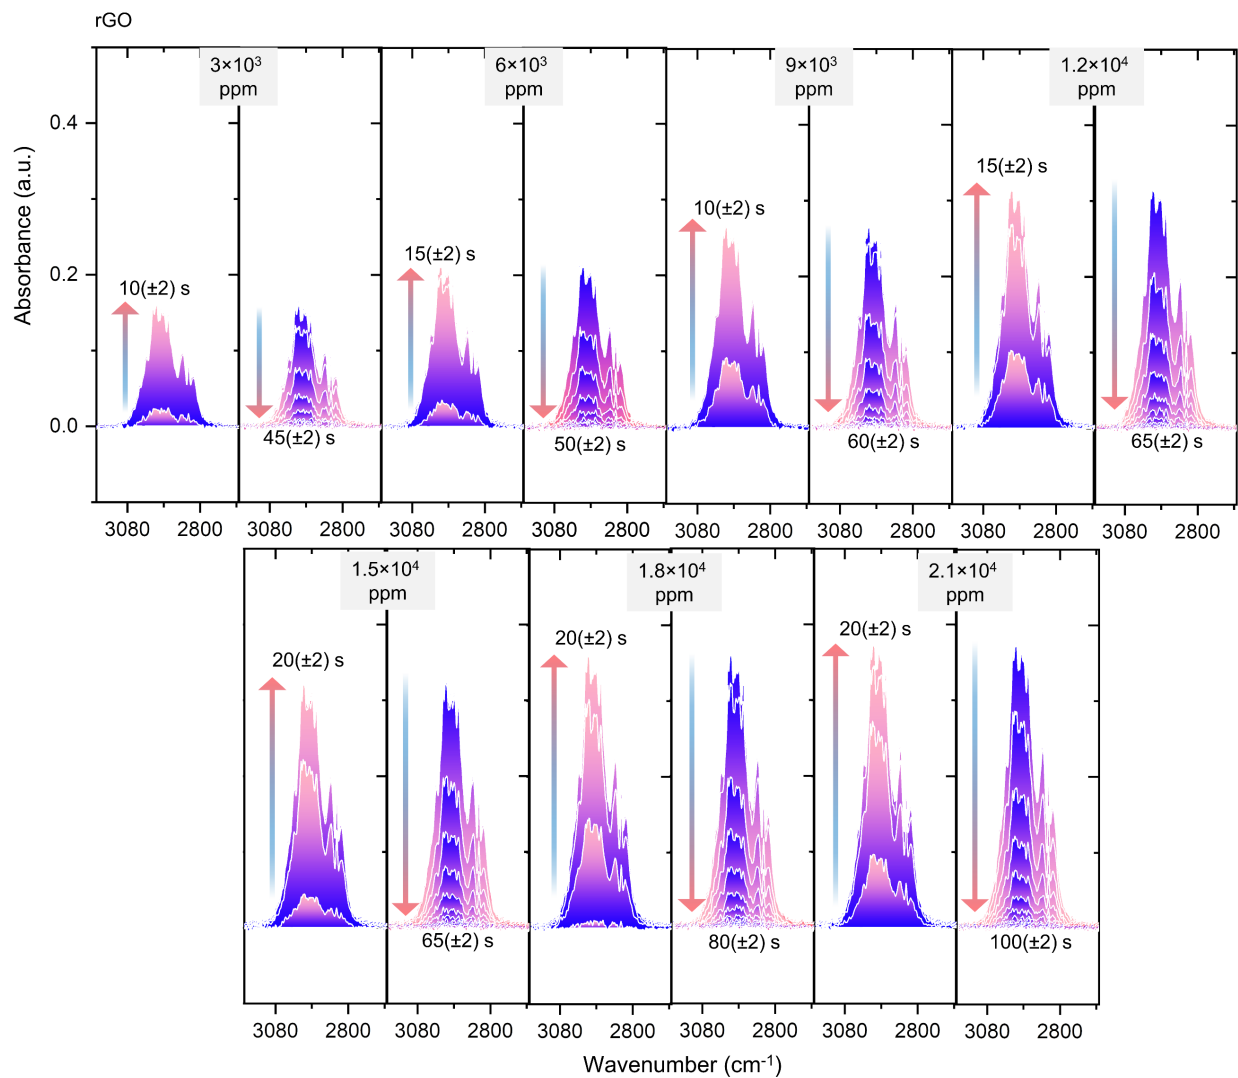 rGO
3×10³ ppm
6×10³ ppm
9×10³ ppm
1.2×10⁴ ppm
Absorbance (a.u.)
0.4
0.2
0.0
10(±2) s
45(±2) s
15(±2) s
50(±2) s
10(±2) s
60(±2) s
15(±2) s
65(±2) s
3080 2800 3080 2800 3080 2800 3080 2800 3080 2800 3080 2800 3080 2800 3080 2800
1.5×10⁴ ppm
1.8×10⁴ ppm
2.1×10⁴ ppm
20(±2) s
65(±2) s
20(±2) s
80(±2) s
20(±2) s
100(±2) s
3080 2800 3080 2800 3080 2800 3080 2800 3080 2800 3080 2800
Wavenumber (cm⁻¹)